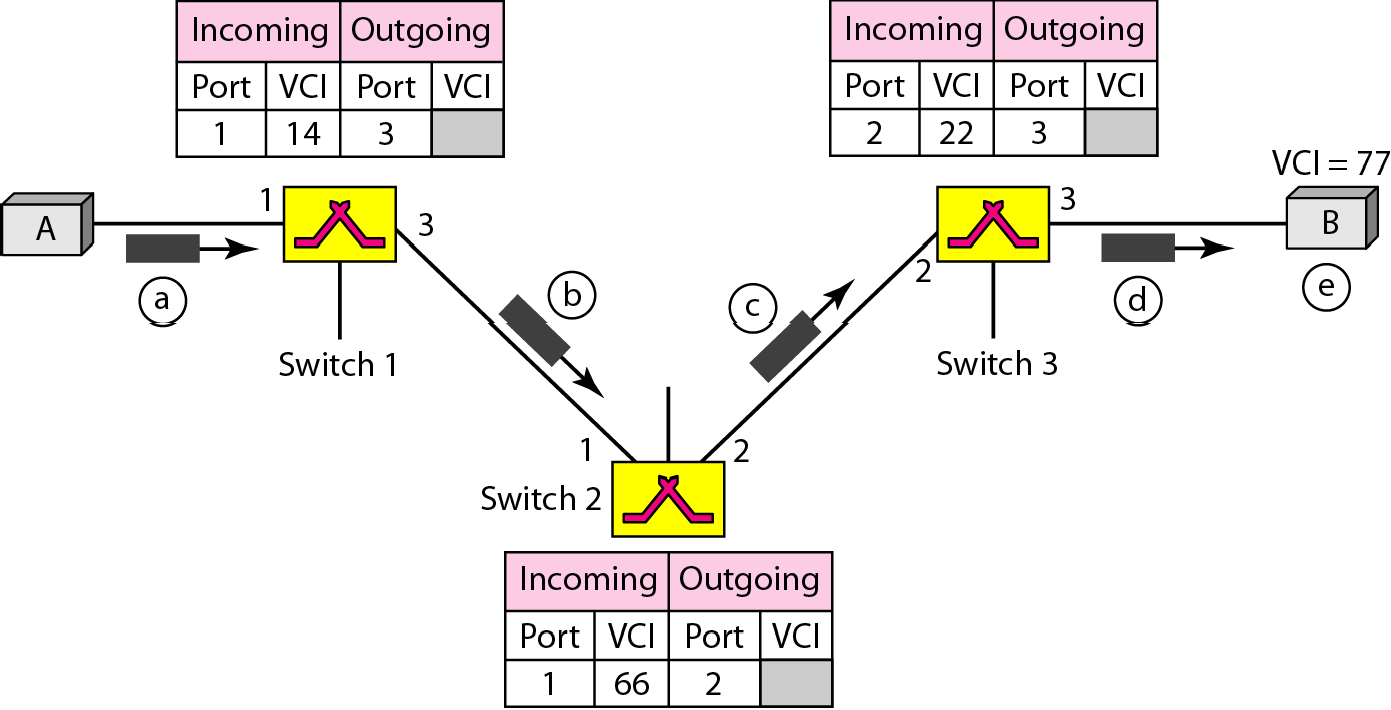 Incoming Outgoing
Port VCI Port VCI
1 14 3
Incoming Outgoing
Port VCI Port VCI
2 22 3
VCI = 77
A
1
3
a
b
Switch 1
c
2
3
B
d
e
Switch 3
1
2
Switch 2
Incoming Outgoing
Port VCI Port VCI
1 66 2